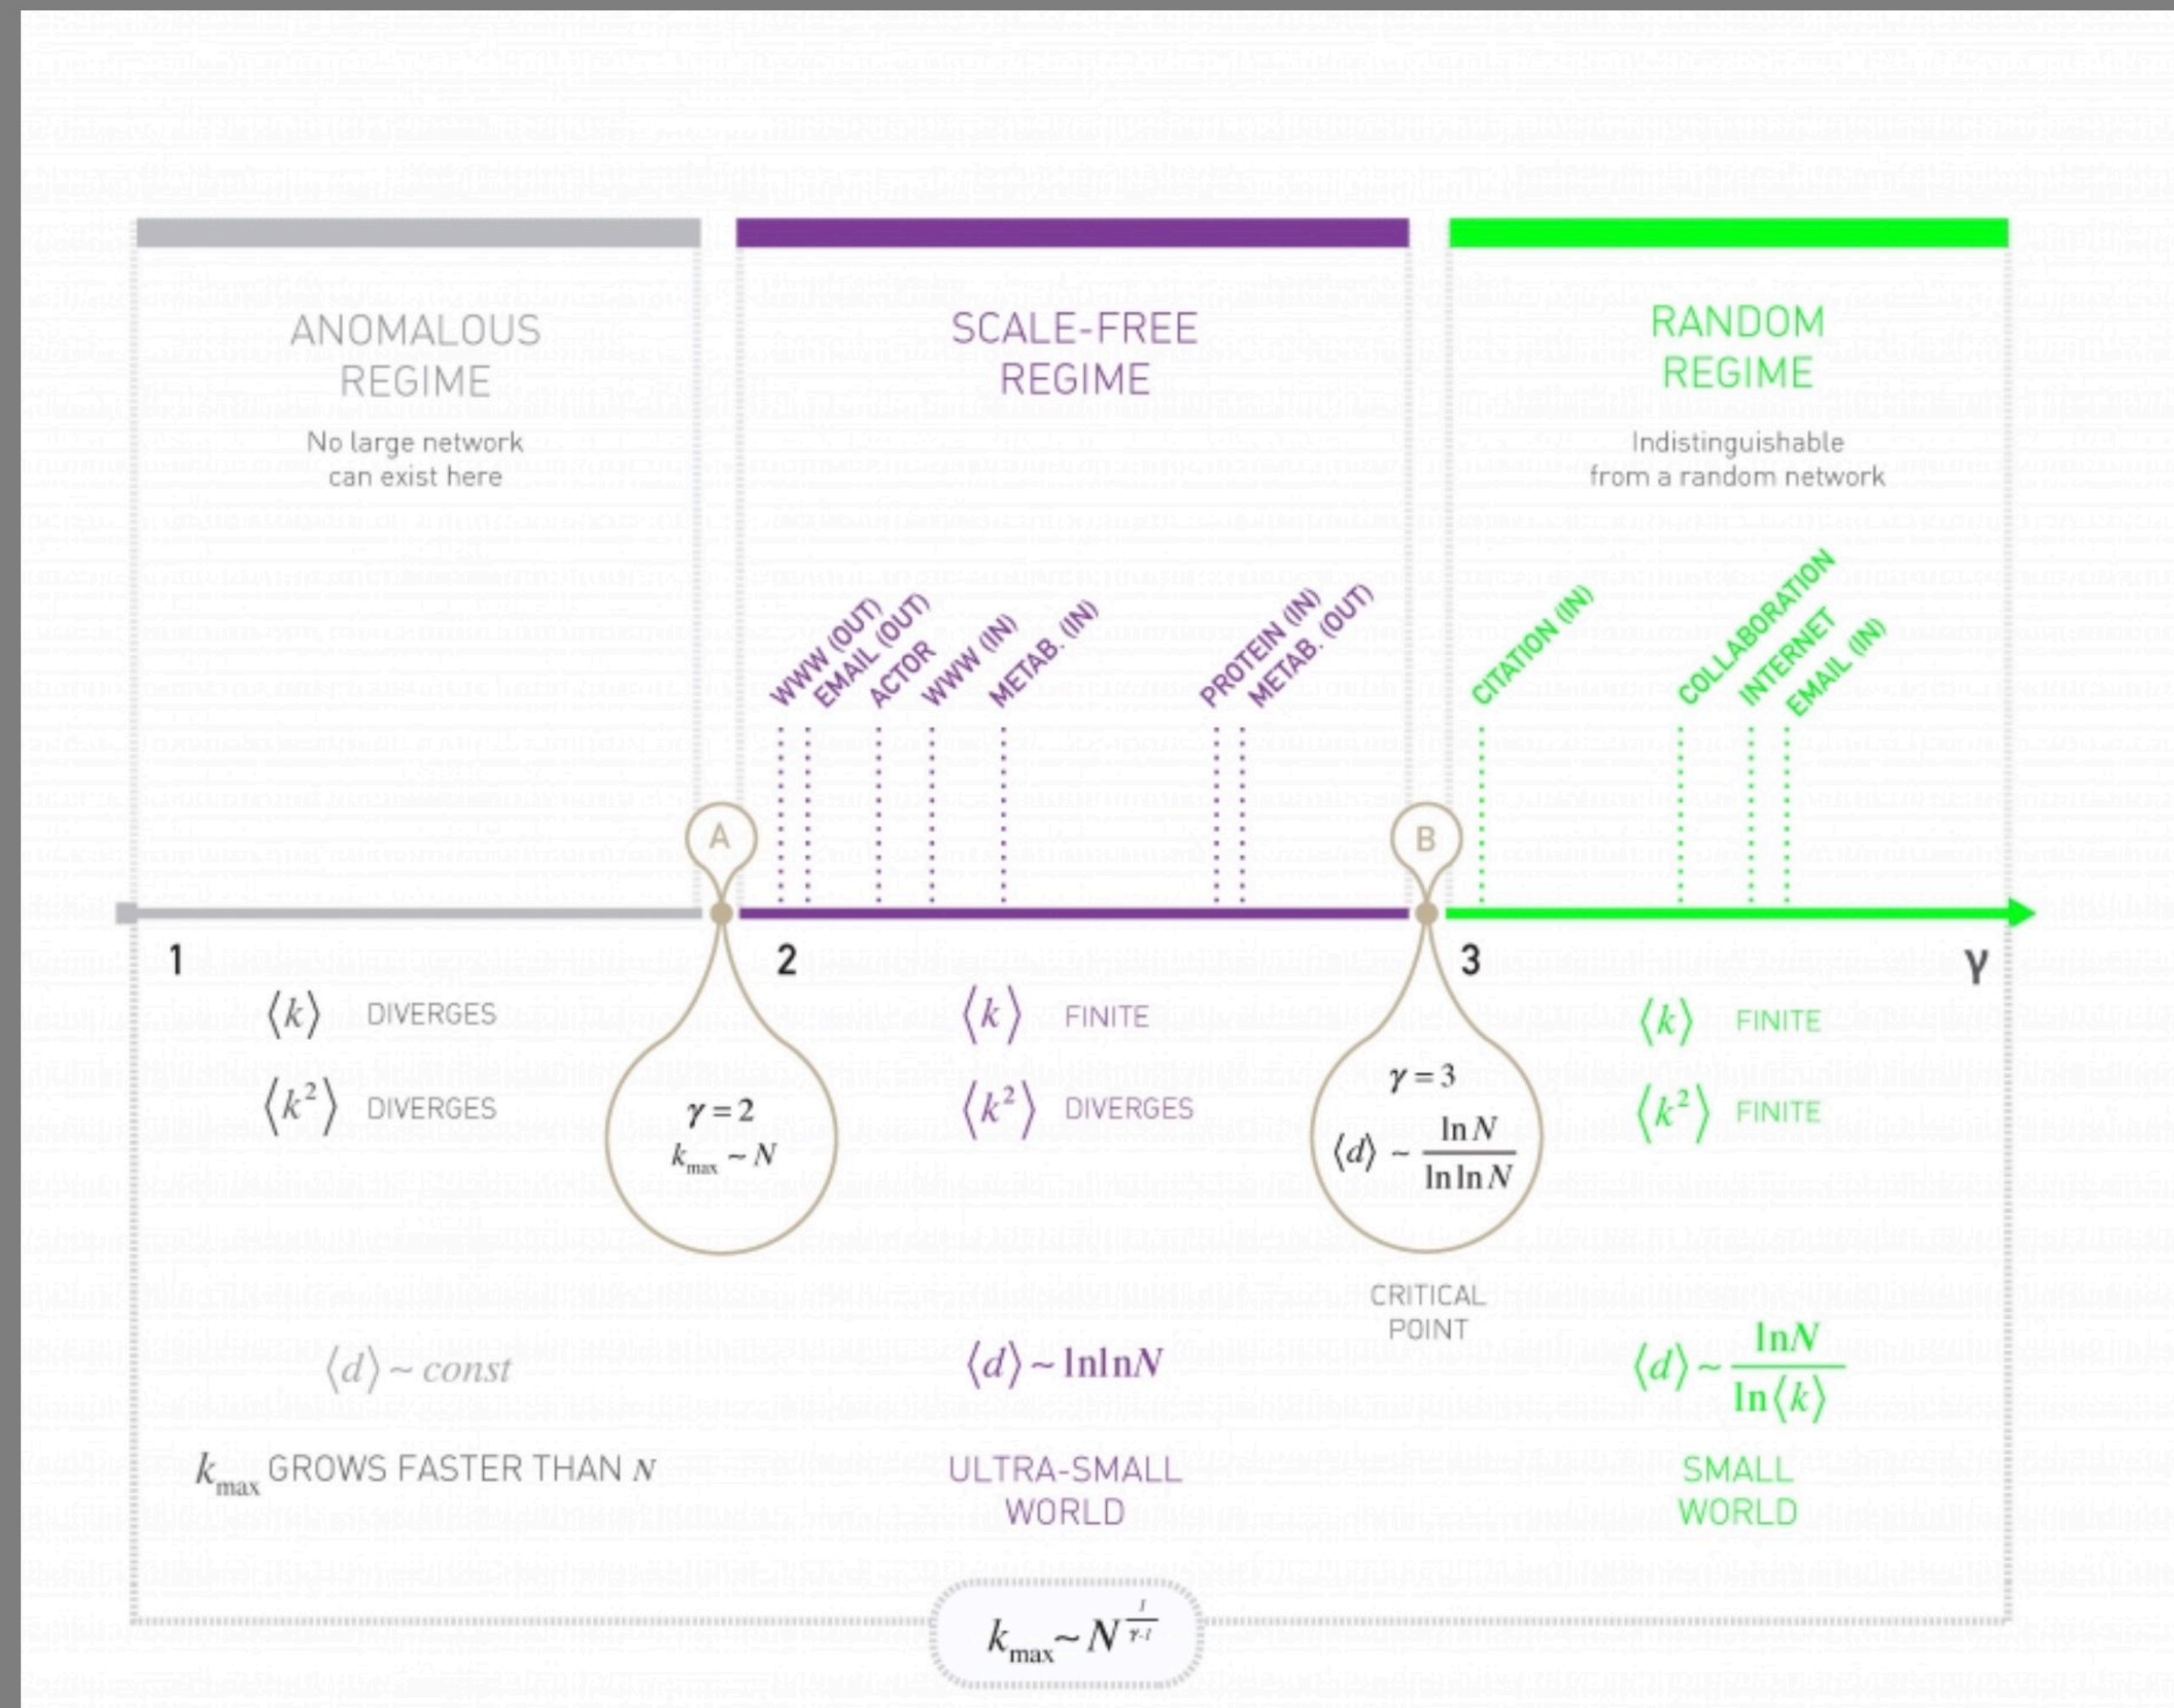 ANOMALOUS
REGIME
No large network
can exist here
SCALE-FREE
REGIME
RANDOM
REGIME
Indistinguishable
from a random network
WWW (OUT)
EMAIL (OUT)
ACTOR
WWW (IN)
METAB. (IN)
PROTEIN (IN)
METAB. (OUT)
CITATION (IN)
COLLABORATION
INTERNET
EMAIL (IN)
A
B
1
2
3
γ
⟨k⟩ DIVERGES
⟨k²⟩ DIVERGES
γ = 2
k_max ~ N
⟨k⟩ FINITE
⟨k²⟩ DIVERGES
γ = 3
⟨d⟩ ~ lnN / lnlnN
⟨k⟩ FINITE
⟨k²⟩ FINITE
CRITICAL
POINT
⟨d⟩ ~ const
⟨d⟩ ~ lnlnN
⟨d⟩ ~ lnN / ln⟨k⟩
k_max GROWS FASTER THAN N
ULTRA-SMALL
WORLD
SMALL
WORLD
k_max ~ N^(1/(γ-1))